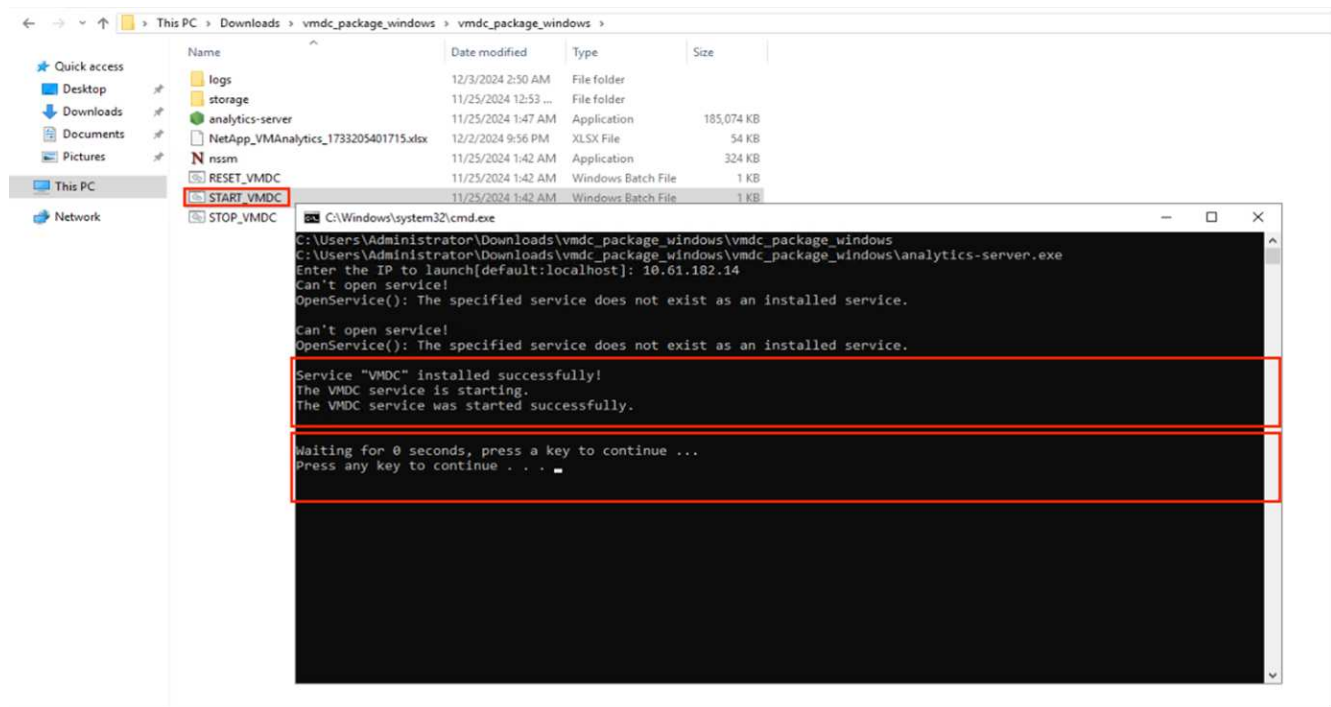 This PC > Downloads > vmdc_package_windows > vmdc_package_windows >
Name Date modified Type Size
Quick access
Desktop
Downloads
Documents
Pictures
This PC
Network
logs 12/3/2024 2:50 AM File folder
storage 11/25/2024 12:53 ... File folder
analytics-server 11/25/2024 1:47 AM Application 185,074 KB
NetApp_VMAnalytics_1733205401715.xlsx 12/2/2024 9:56 PM XLSX File 54 KB
N nssm 11/25/2024 1:42 AM Application 324 KB
RESET_VMDC 11/25/2024 1:42 AM Windows Batch File 1 KB
START_VMDC 11/25/2024 1:42 AM Windows Batch File 1 KB
STOP_VMDC
C:\Windows\system32\cmd.exe
C:\Users\Administrator\Downloads\vmdc_package_windows\vmdc_package_windows
C:\Users\Administrator\Downloads\vmdc_package_windows\vmdc_package_windows\analytics-server.exe
Enter the IP to launch[default:localhost]: 10.61.182.14
Can't open service!
OpenService(): The specified service does not exist as an installed service.
Can't open service!
OpenService(): The specified service does not exist as an installed service.
Service "VMDC" installed successfully!
The VMDC service is starting.
The VMDC service was started successfully.
Waiting for 0 seconds, press a key to continue ...
Press any key to continue . . .